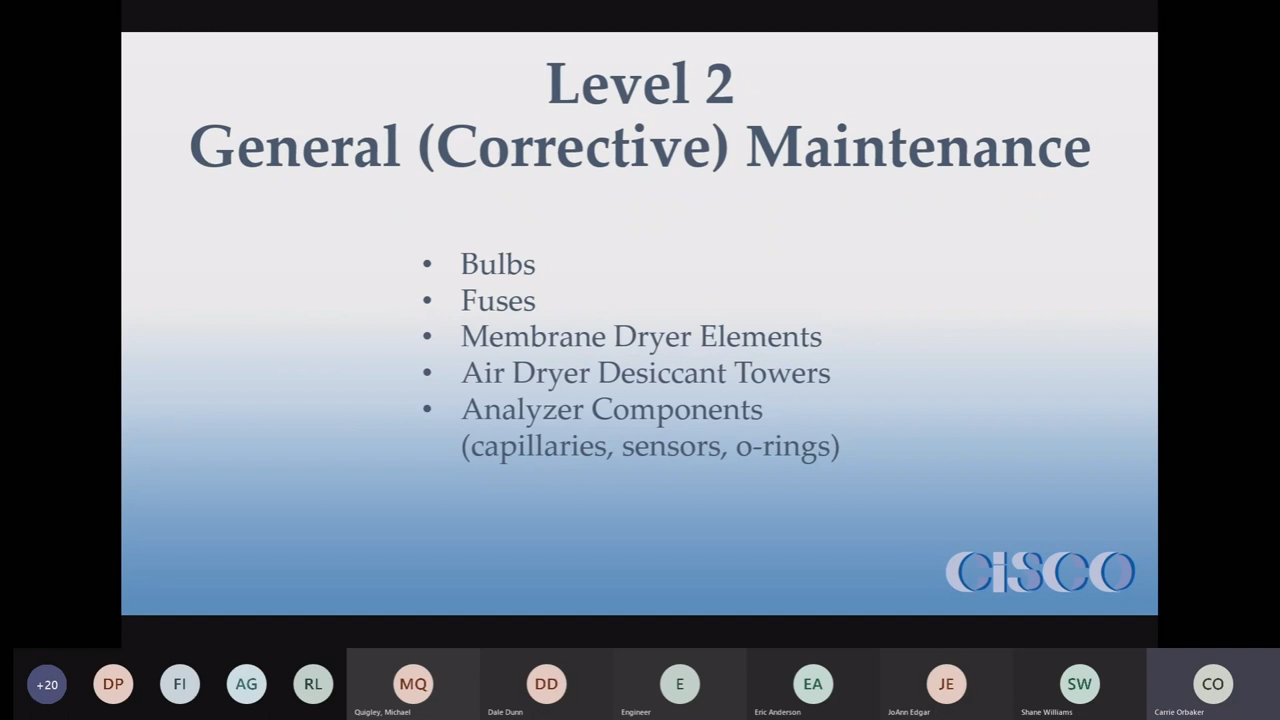 Level 2
General (Corrective) Maintenance
• Bulbs
• Fuses
• Membrane Dryer Elements
• Air Dryer Desiccant Towers
• Analyzer Components
(capillaries, sensors, o-rings)
CISCO
+20 DP FI AG RL MQ DD E EA JE SW CO
Quigley, Michael Dale Dunn Engineer Eric Anderson JoAnn Edgar Shane Williams Carrie Orbaker